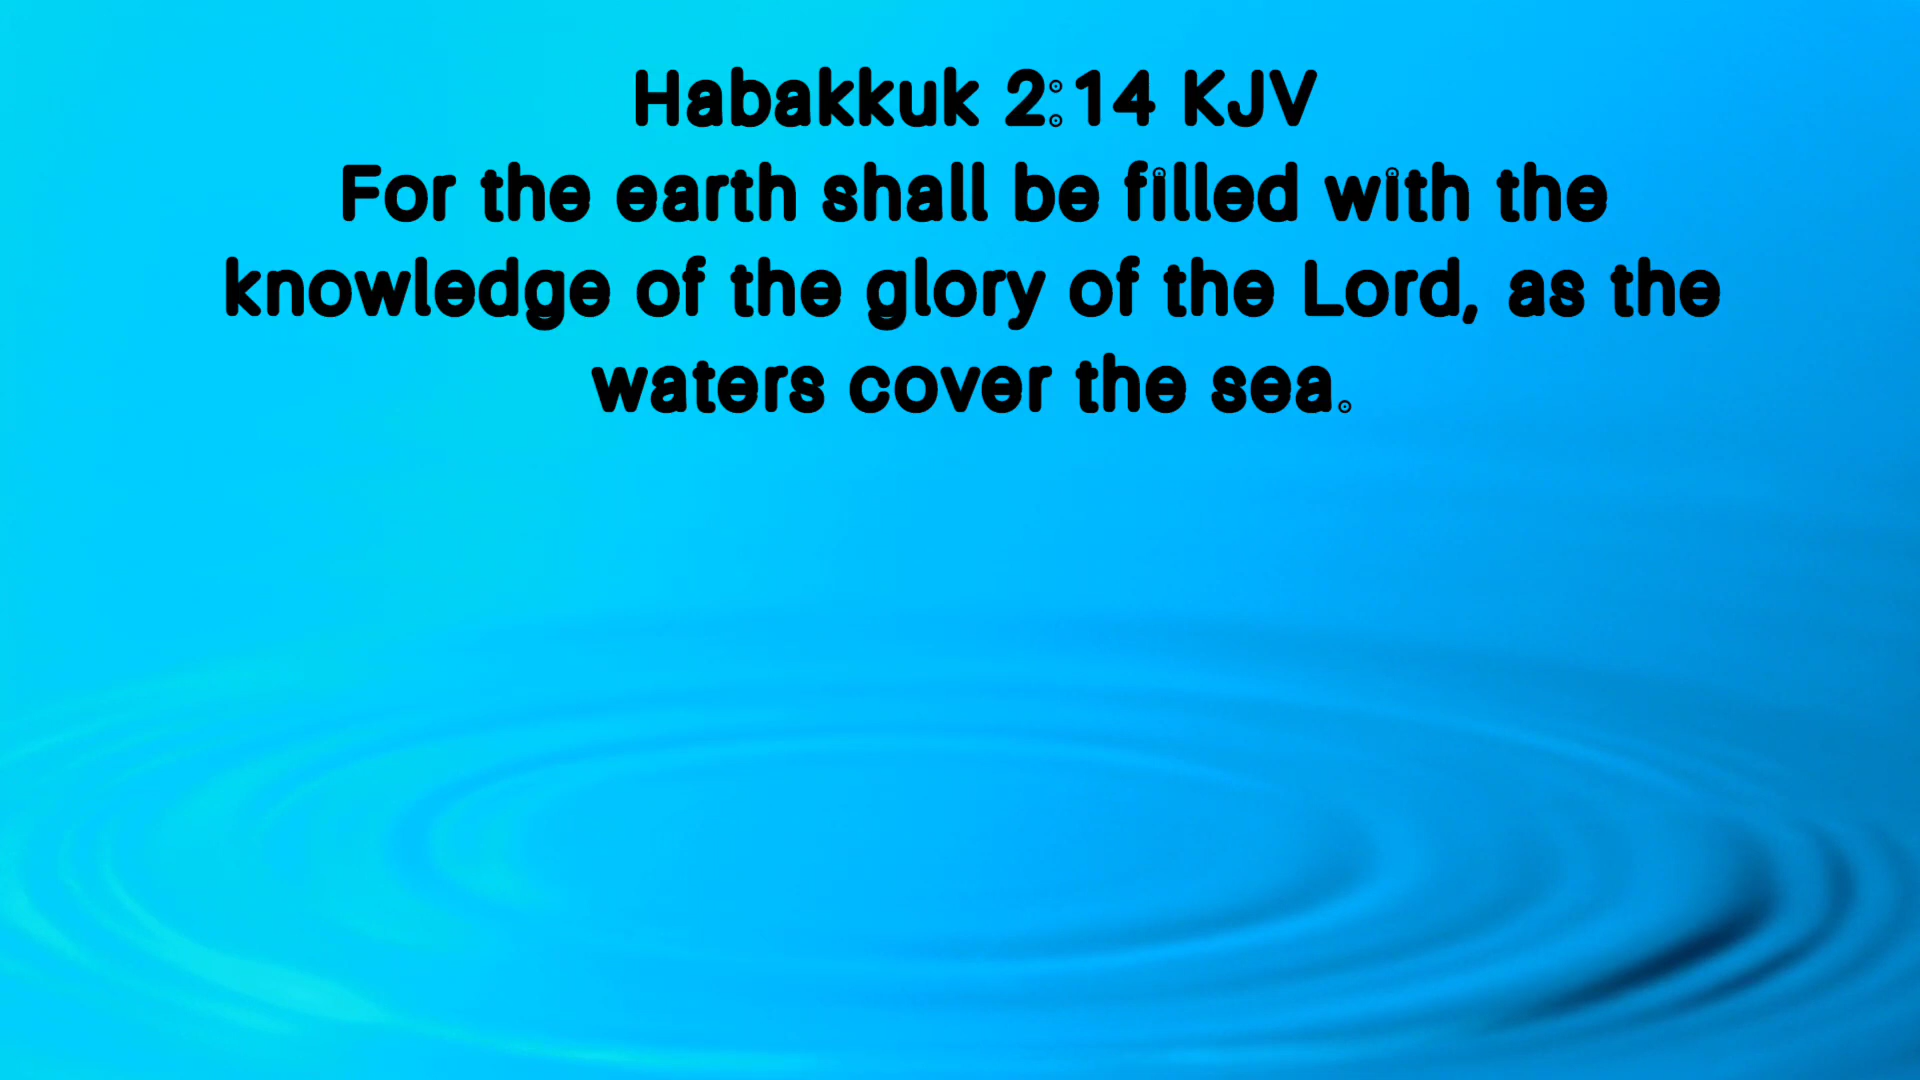 Habakkuk 2:14 KJV
For the earth shall be filled with the
knowledge of the glory of the Lord, as the
waters cover the sea.